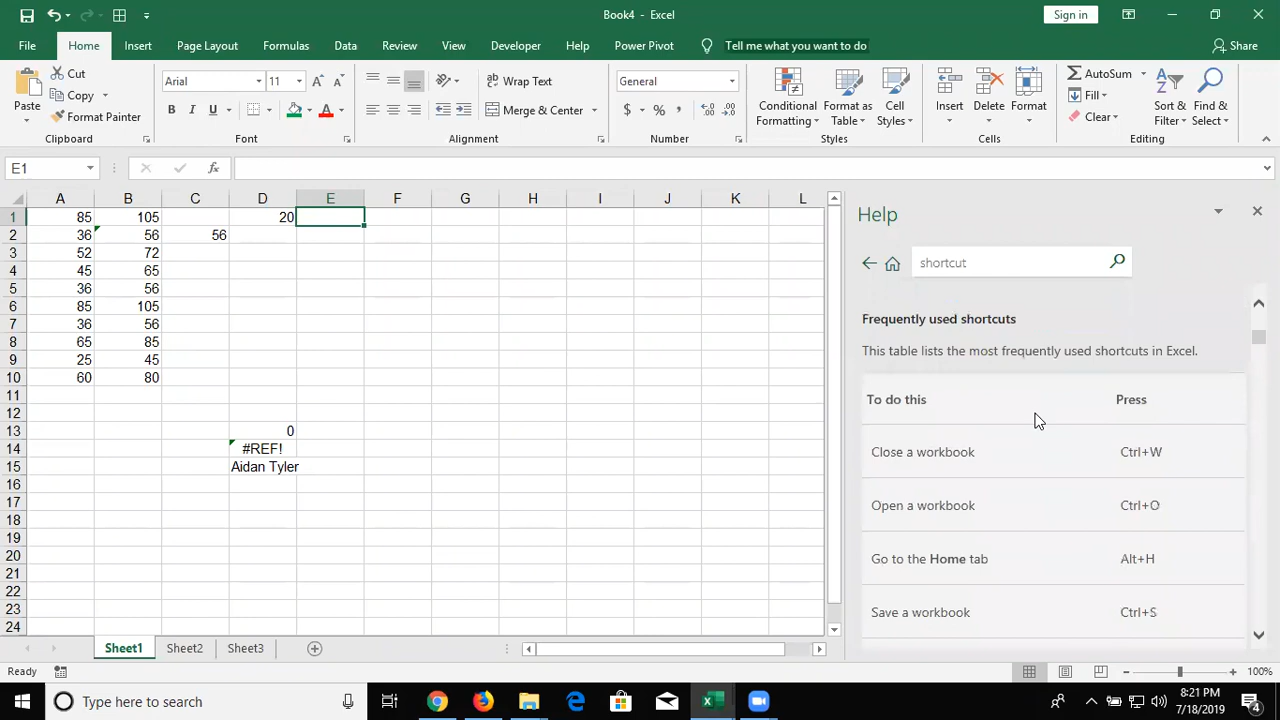 Book4 - Excel
Sign in
File Home Insert Page Layout Formulas Data Review View Developer Help Power Pivot Tell me what you want to do Share
Paste
Cut
Copy
Format Painter
Clipboard
Arial 11
B I U
Font
Wrap Text
Merge & Center
Alignment
General
$ % ,
Number
Conditional Formatting
Format as Table
Cell Styles
Styles
Insert
Delete
Format
Cells
AutoSum
Fill
Clear
Sort & Filter
Find & Select
Editing
E1
fx
A B C D E F G H I J K L
1 85 105 20
2 36 56 56
3 52 72
4 45 65
5 36 56
6 85 105
7 36 56
8 65 85
9 25 45
10 60 80
11
12
13 0
14 #REF!
15 Aidan Tyler
16
17
18
19
20
21
22
23
24
Help
shortcut
Frequently used shortcuts
This table lists the most frequently used shortcuts in Excel.
To do this Press
Close a workbook Ctrl+W
Open a workbook Ctrl+O
Go to the Home tab Alt+H
Save a workbook Ctrl+S
Sheet1 Sheet2 Sheet3
Ready
100%
Type here to search
8:21 PM
7/18/2019
4